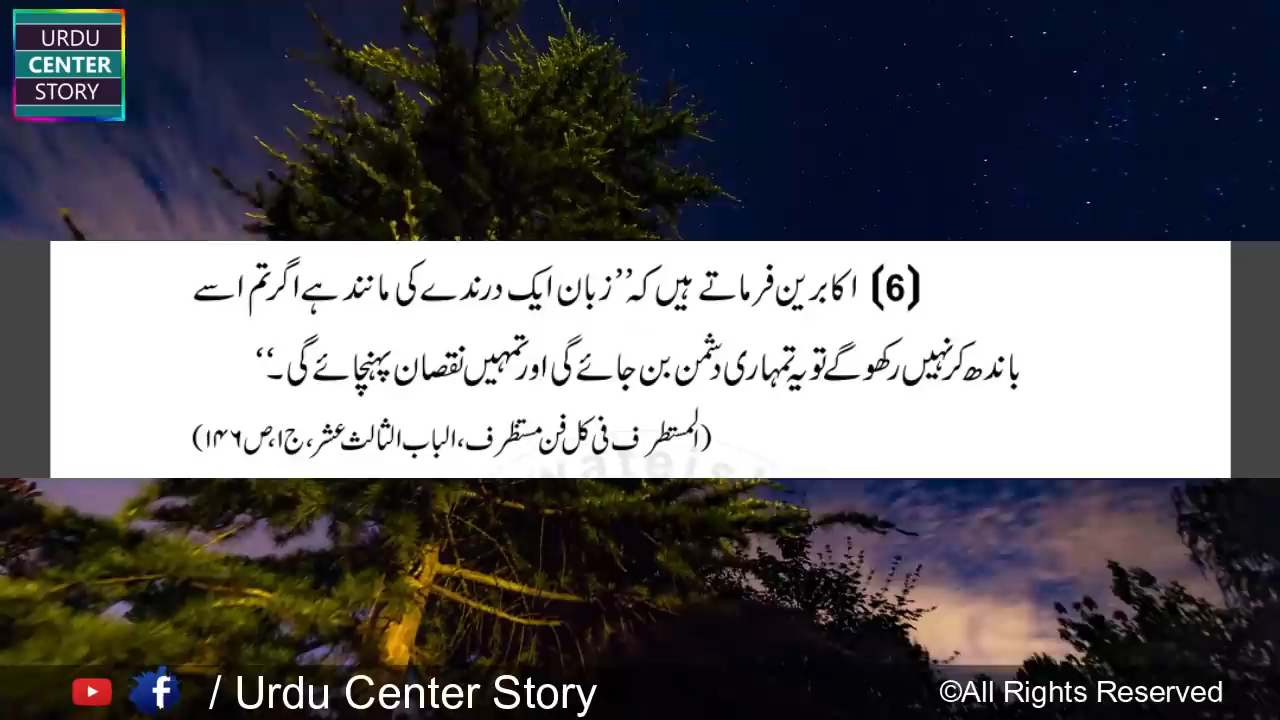 URDU
CENTER
STORY
(6) اکابرین فرماتے ہیں کہ ’’زبان ایک درندے کی مانند ہے اگر تم اسے
باندھ کر نہیں رکھو گے تو یہ تمہاری دشمن بن جائے گی اور تمہیں نقصان پہنچائے گی۔‘‘
(المستطرف فی کل فن مستظرف، الباب الثالث عشر، ج۱، ص۱۴۶)
/ Urdu Center Story
©All Rights Reserved